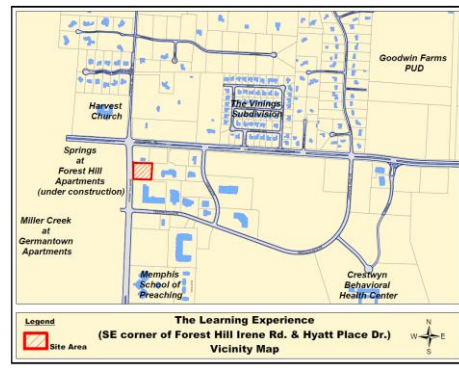 Goodwin Farms
PUD
Harvest
Church
The Vinings
Subdivision
Springs
at
Forest Hill
Apartments
(under construction)
Miller Creek
at
Germantown
Apartments
Memphis
School of
Preaching
Crestwyn
Behavioral
Health Center
Legend
Site Area
The Learning Experience
(SE corner of Forest Hill Irene Rd. & Hyatt Place Dr.)
Vicinity Map
N
W
E
S